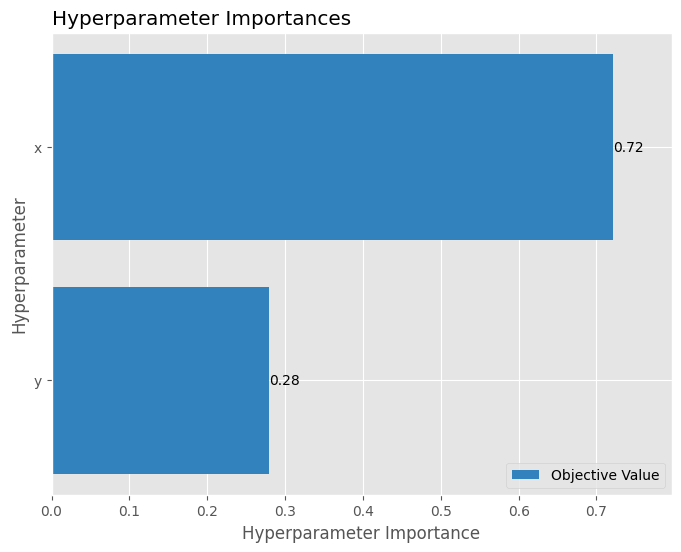 Hyperparameter Importances
Hyperparameter
x
0.72
y
0.28
Objective Value
0.0 0.1 0.2 0.3 0.4 0.5 0.6 0.7
Hyperparameter Importance